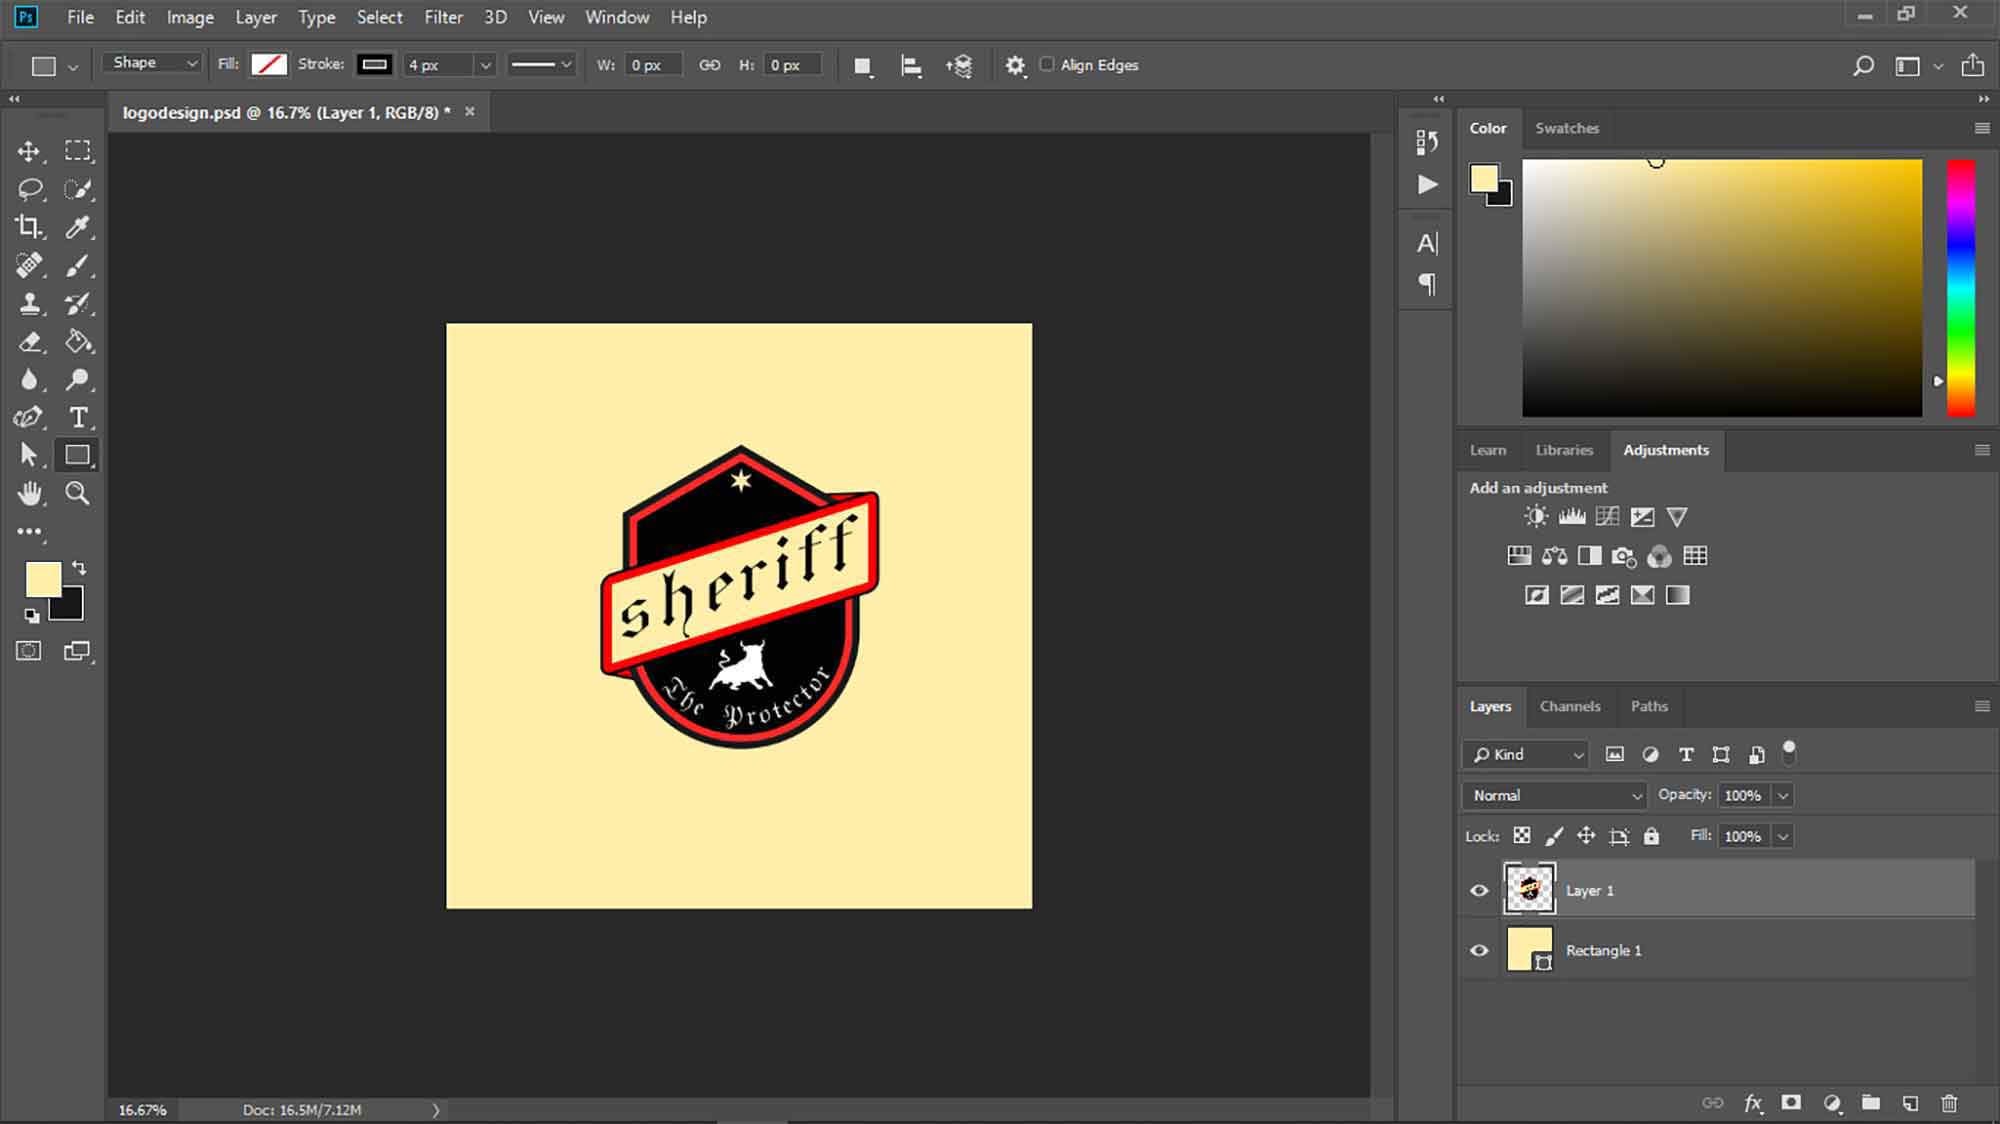 Ps File Edit Image Layer Type Select Filter 3D View Window Help
Shape Fill: Stroke: 4 px W: 0 px H: 0 px Align Edges
logodesign.psd @ 16.7% (Layer 1, RGB/8) * ×
sheriff
The Protector
16.67% Doc: 16.5M/7.12M
Color Swatches
Learn Libraries Adjustments
Add an adjustment
Layers Channels Paths
Kind
Normal Opacity: 100%
Lock: Fill: 100%
Layer 1
Rectangle 1
fx